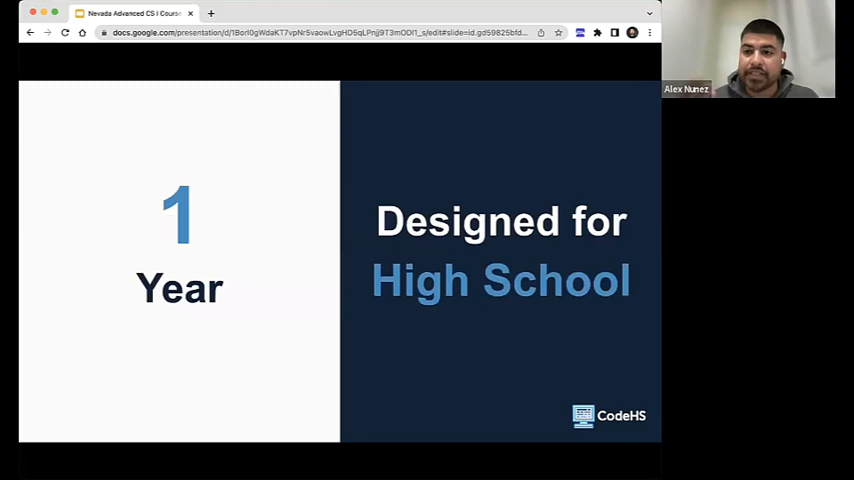 Nevada Advanced CS I Course
docs.google.com/presentation/d/1BorI0gWdaKT7vpNr5vaowLvgHD5qLPnjj9T3mODI1_s/edit#slide=id.gd59825bfd...
Alex Nunez
1
Year
Designed for
High School
CodeHS